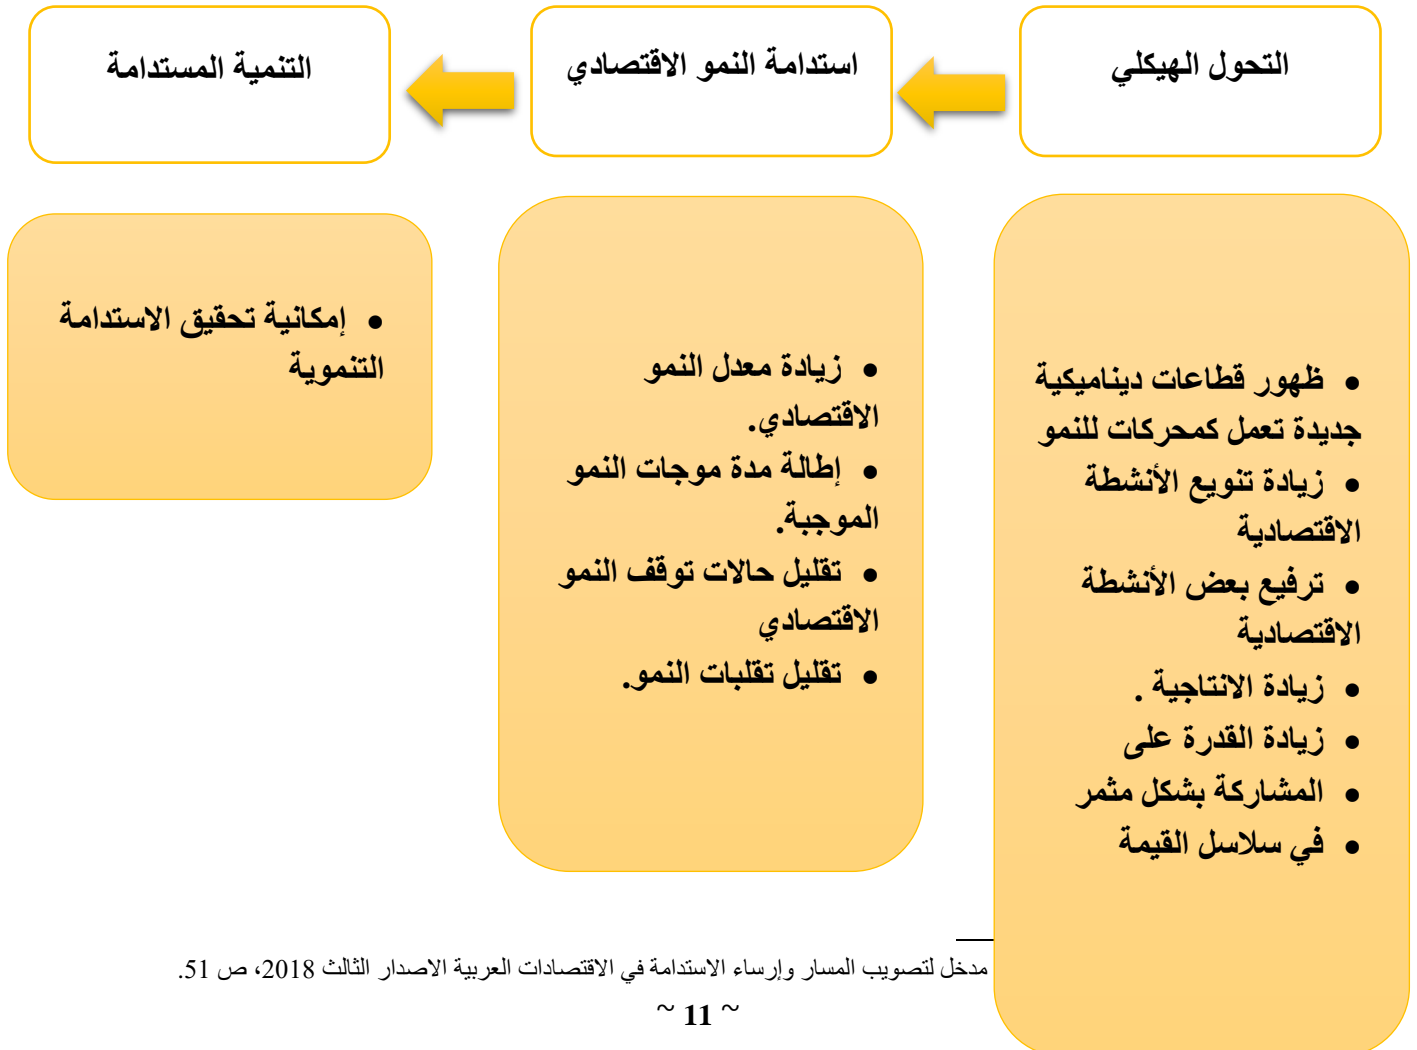 التحول الهيكلي
استدامة النمو الاقتصادي
التنمية المستدامة
• ظهور قطاعات ديناميكية
جديدة تعمل كمحركات للنمو
• زيادة تنويع الأنشطة
الاقتصادية
• ترفيع بعض الأنشطة
الاقتصادية
• زيادة الانتاجية .
• زيادة القدرة على
• المشاركة بشكل مثمر
• في سلاسل القيمة
• زيادة معدل النمو
الاقتصادي.
• إطالة مدة موجات النمو
الموجبة.
• تقليل حالات توقف النمو
الاقتصادي
• تقليل تقلبات النمو.
• إمكانية تحقيق الاستدامة
التنموية
مدخل لتصويب المسار وإرساء الاستدامة في الاقتصادات العربية الاصدار الثالث 2018، ص 51.
~ 11 ~